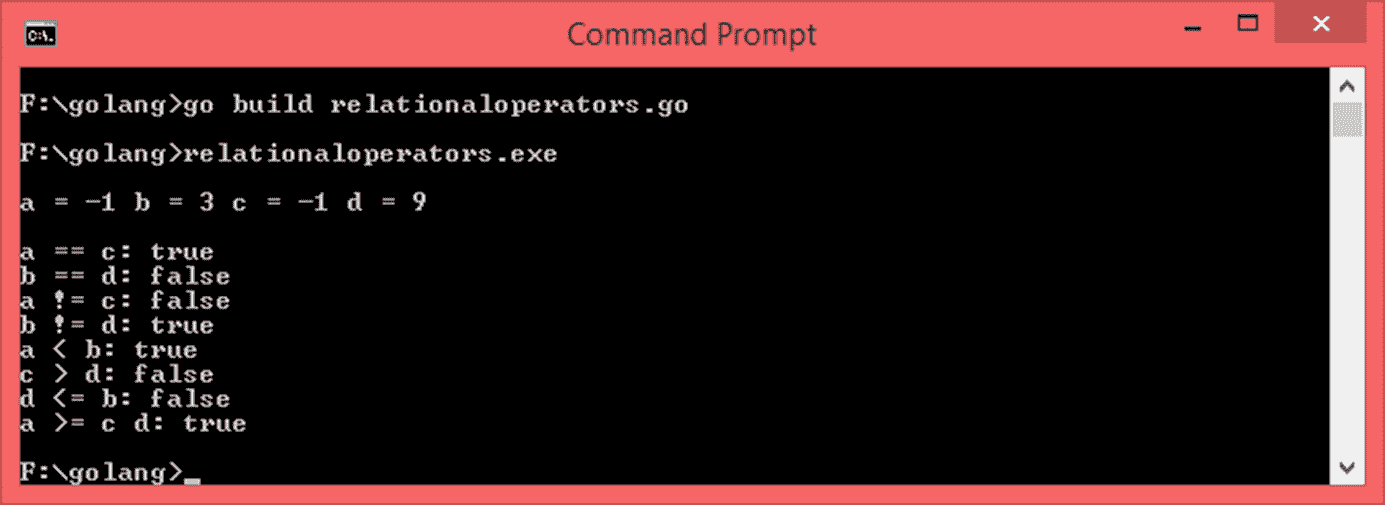 C:\.
Command Prompt
F:\golang>go build relationaloperators.go
F:\golang>relationaloperators.exe
a = -1 b = 3 c = -1 d = 9
a == c: true
b == d: false
a != c: false
b != d: true
a < b: true
c > d: false
d <= b: false
a >= c d: true
F:\golang>_